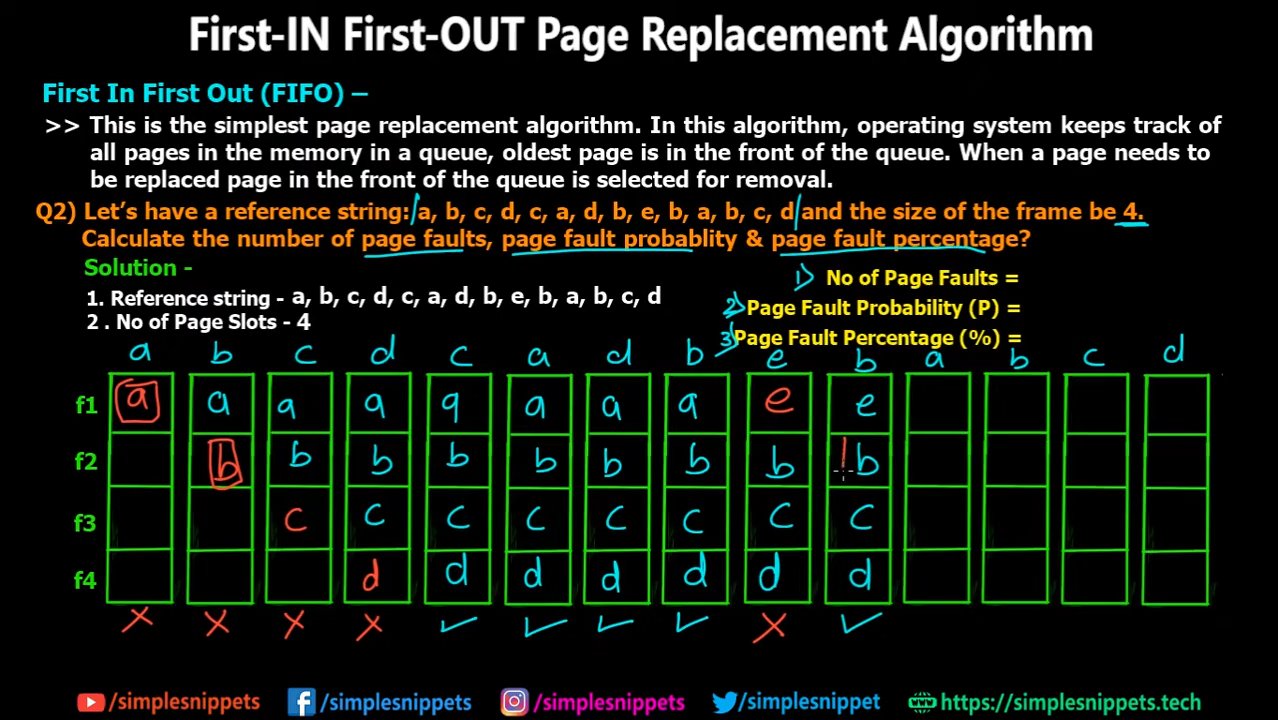 First-IN First-OUT Page Replacement Algorithm
First In First Out (FIFO) –
>> This is the simplest page replacement algorithm. In this algorithm, operating system keeps track of
all pages in the memory in a queue, oldest page is in the front of the queue. When a page needs to
be replaced page in the front of the queue is selected for removal.
Q2) Let's have a reference string: a, b, c, d, c, a, d, b, e, b, a, b, c, d and the size of the frame be 4.
Calculate the number of page faults, page fault probablity & page fault percentage?
Solution -
1. Reference string - a, b, c, d, c, a, d, b, e, b, a, b, c, d
2 . No of Page Slots - 4
1) No of Page Faults =
2) Page Fault Probability (P) =
3) Page Fault Percentage (%) =
a b c d c a d b e b a b c d
f1 a a a a a a a a e e
f2 b b b b b b b b b
f3 c c c c c c c c
f4 d d d d d d d
✗ ✗ ✗ ✗ ✓ ✓ ✓ ✓ ✗ ✓
/simplesnippets /simplesnippets /simplesnippets /simplesnippets https://simplesnippets.tech